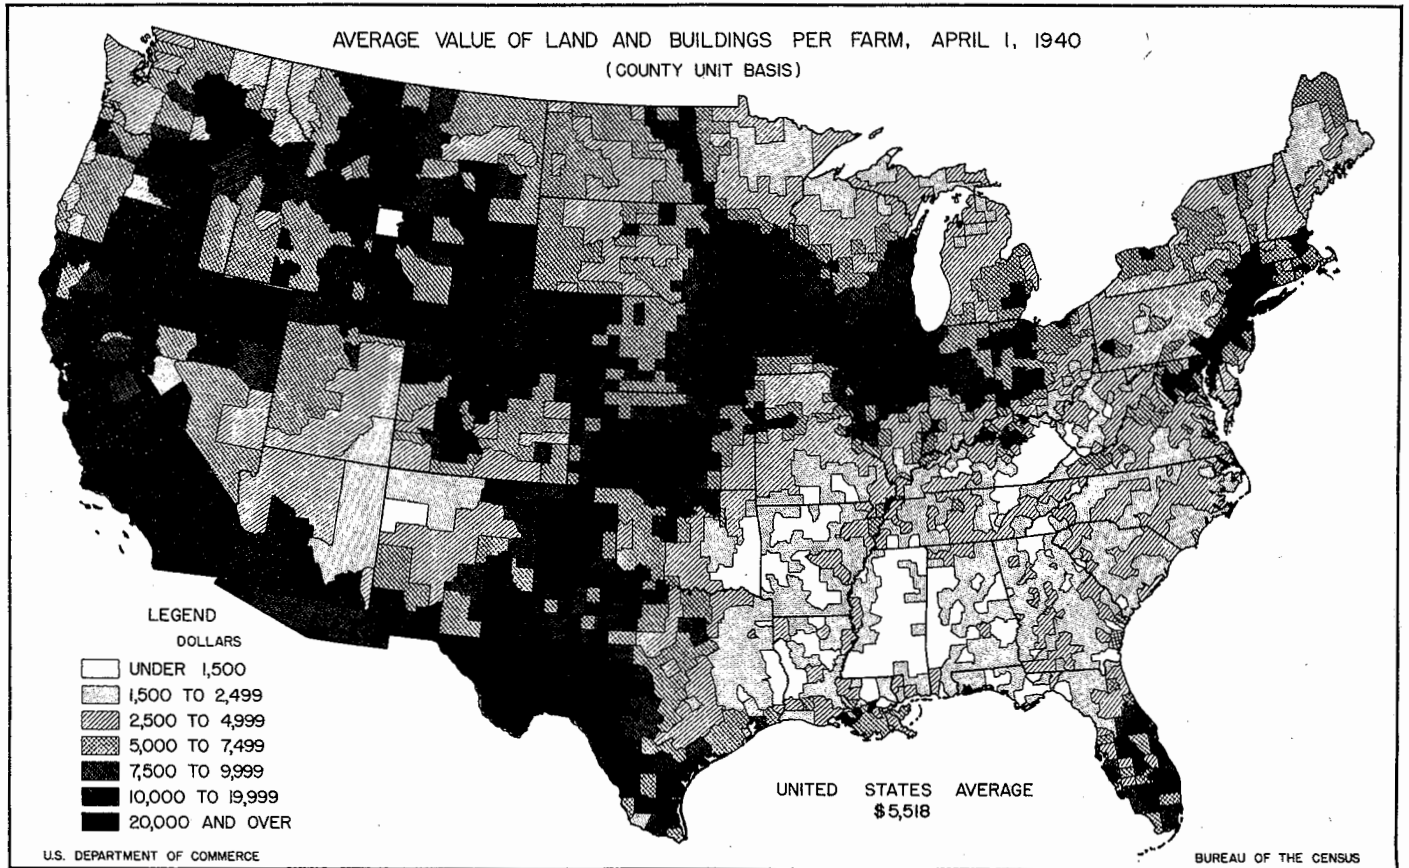 AVERAGE VALUE OF LAND AND BUILDINGS PER FARM, APRIL 1, 1940
(COUNTY UNIT BASIS)
LEGEND
DOLLARS
UNDER 1,500
1,500 TO 2,499
2,500 TO 4,999
5,000 TO 7,499
7,500 TO 9,999
10,000 TO 19,999
20,000 AND OVER
UNITED STATES AVERAGE
$5,518
U.S. DEPARTMENT OF COMMERCE
BUREAU OF THE CENSUS